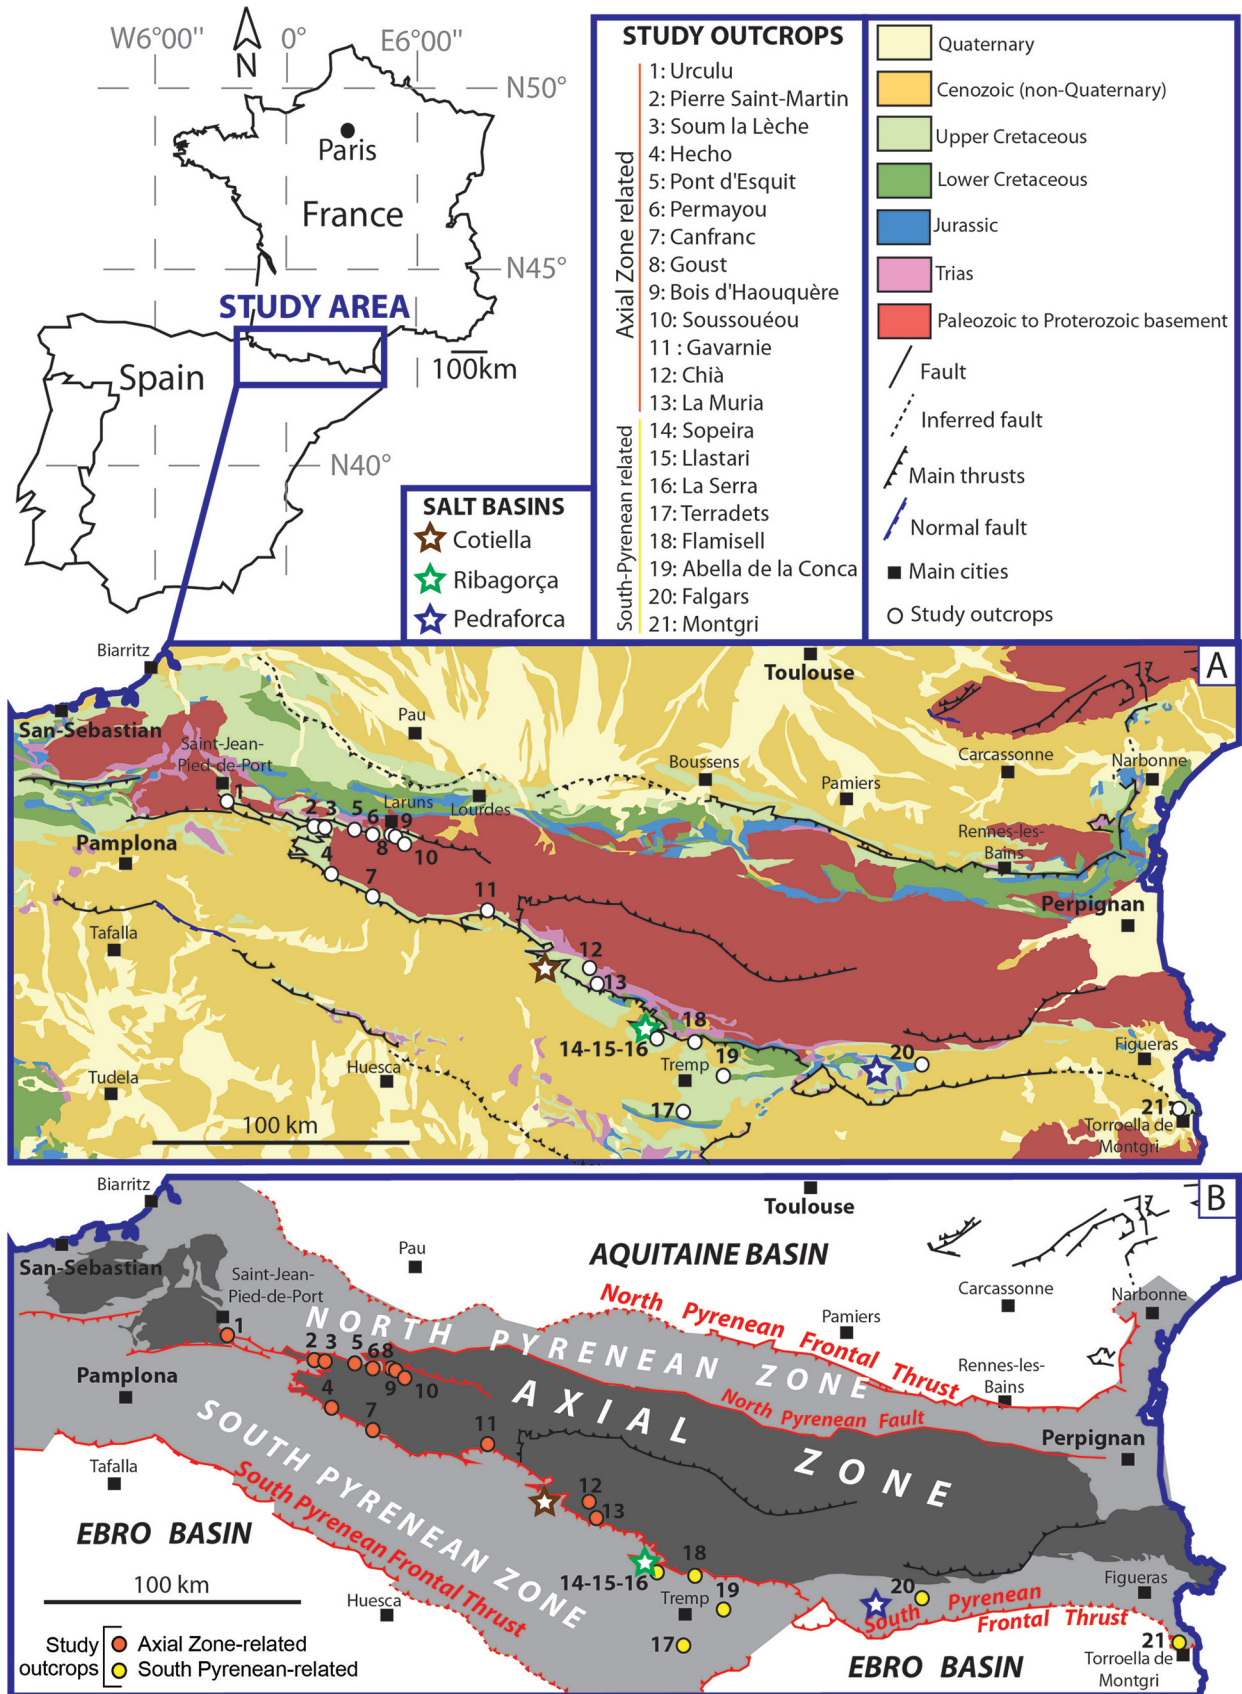 W6°00''
0°
E6°00''
N
N50°
Paris
France
N45°
STUDY AREA
Spain
100km
N40°
SALT BASINS
Cotiella
Ribagorça
Pedraforca
STUDY OUTCROPS
Axial Zone related
1: Urculu
2: Pierre Saint-Martin
3: Soum la Lèche
4: Hecho
5: Pont d'Esquit
6: Permayou
7: Canfranc
8: Goust
9: Bois d'Haouquère
10: Soussouéou
11 : Gavarnie
12: Chià
13: La Muria
South-Pyrenean related
14: Sopeira
15: Llastari
16: La Serra
17: Terradets
18: Flamisell
19: Abella de la Conca
20: Falgars
21: Montgri
Quaternary
Cenozoic (non-Quaternary)
Upper Cretaceous
Lower Cretaceous
Jurassic
Trias
Paleozoic to Proterozoic basement
Fault
Inferred fault
Main thrusts
Normal fault
Main cities
Study outcrops
A
Biarritz
Toulouse
San-Sebastian
Pau
Saint-Jean-
Pied-de-Port
Boussens
Carcassonne
Narbonne
Pamiers
1
2 3 5 6
Laruns
9
Lourdes
8
10
Rennes-les-
Bains
Pamplona
4
7
11
Perpignan
Tafalla
12
13
18
14-15-16
Tremp
19
20
Figueras
Tudela
Huesca
17
21
Torroella de
Montgri
100 km
B
Biarritz
Toulouse
San-Sebastian
Pau
AQUITAINE BASIN
Saint-Jean-
Pied-de-Port
North Pyrenean Frontal Thrust
Carcassonne
Narbonne
Pamiers
NORTH PYRENEAN ZONE
1
2 3 5 68
9 10
Rennes-les-
Bains
Pamplona
4
7
AXIAL ZONE
North Pyrenean Fault
11
Perpignan
SOUTH PYRENEAN ZONE
Tafalla
South Pyrenean Frontal Thrust
12
13
EBRO BASIN
18
14-15-16
Tremp
19
20
South Pyrenean
Frontal Thrust
Figueras
100 km
Huesca
17
21
Torroella de
Montgri
EBRO BASIN
Study
outcrops
Axial Zone-related
South Pyrenean-related